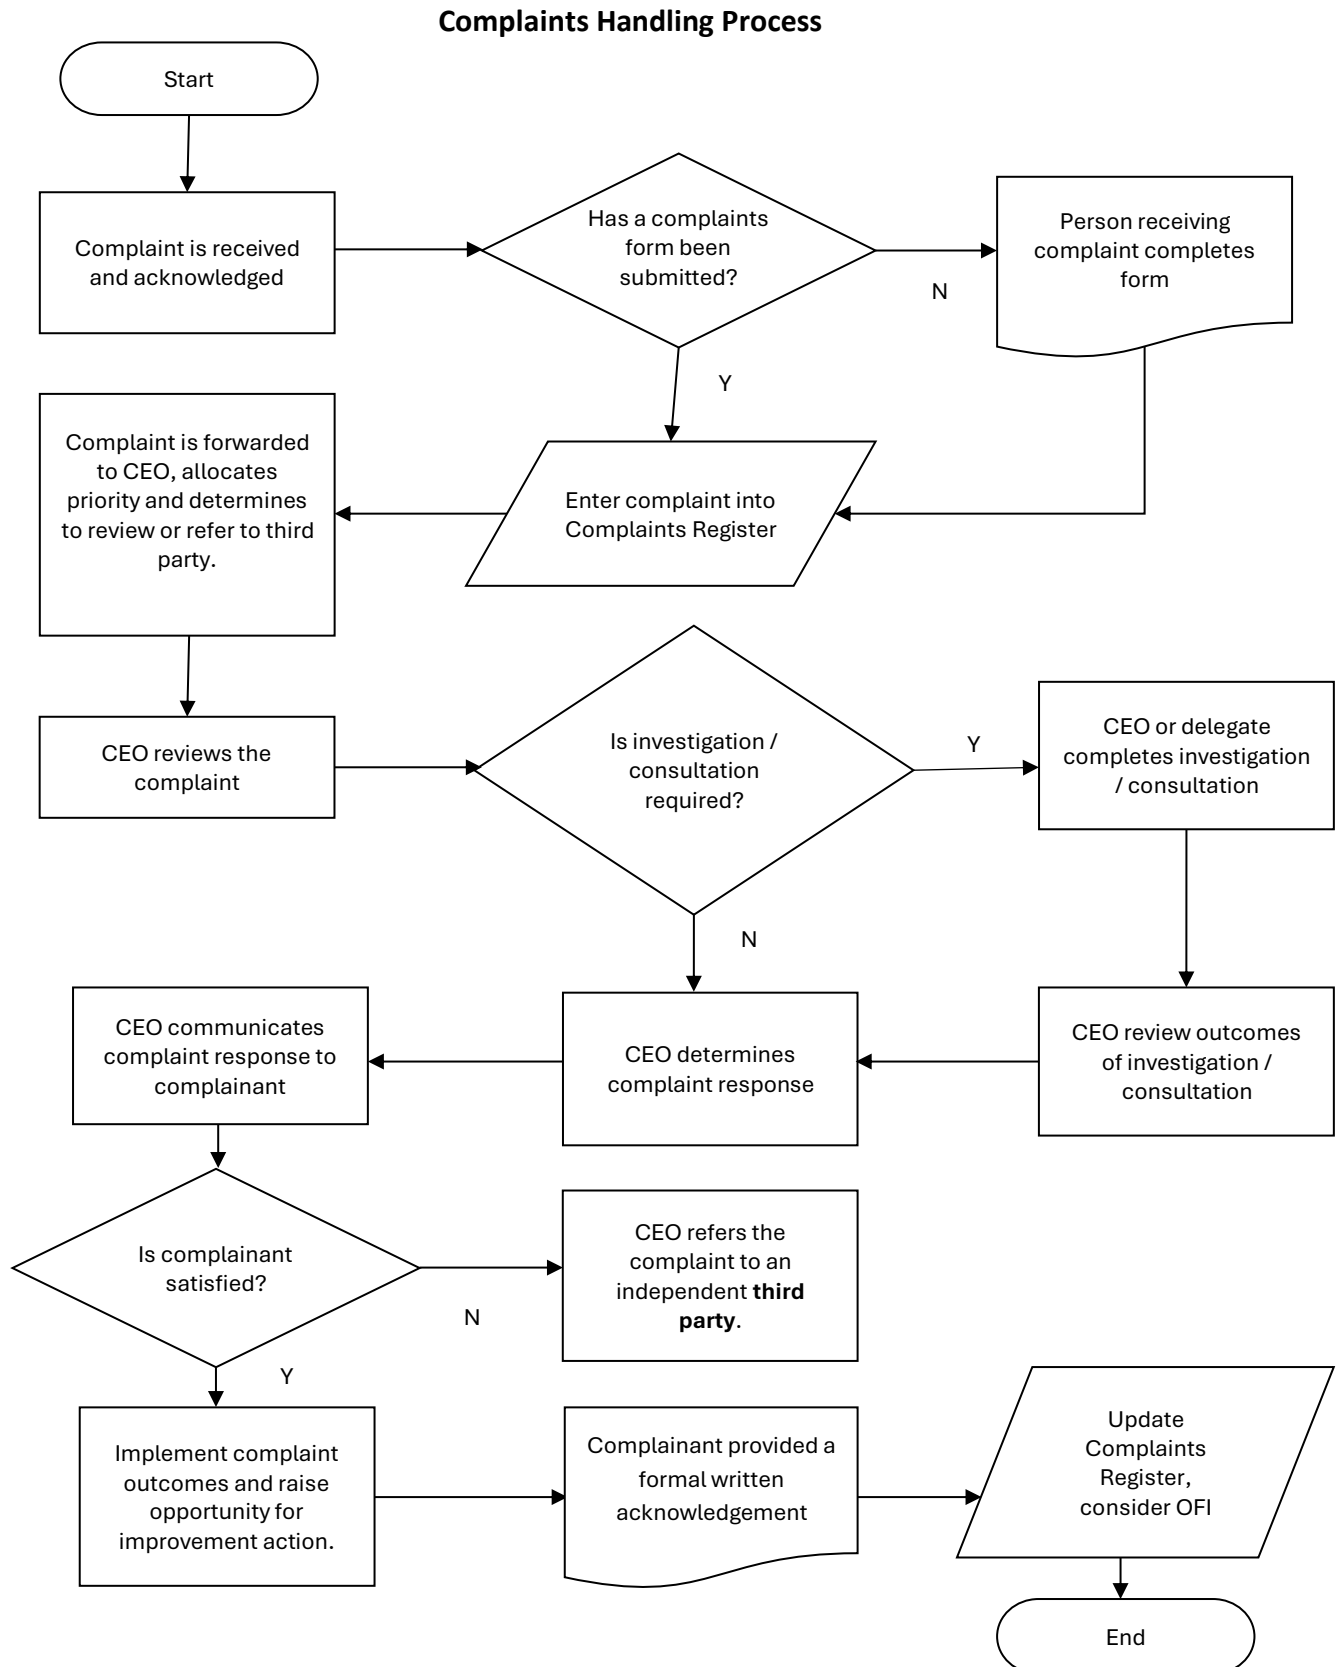 Complaints Handling Process
Start
Complaint is received
and acknowledged
Has a complaints
form been
submitted?
N
Person receiving
complaint completes
form
Y
Complaint is forwarded
to CEO, allocates
priority and determines
to review or refer to third
party.
Enter complaint into
Complaints Register
CEO reviews the
complaint
Is investigation /
consultation
required?
Y
CEO or delegate
completes investigation
/ consultation
N
CEO communicates
complaint response to
complainant
CEO determines
complaint response
CEO review outcomes
of investigation /
consultation
Is complainant
satisfied?
N
CEO refers the
complaint to an
independent third
party.
Y
Implement complaint
outcomes and raise
opportunity for
improvement action.
Complainant provided a
formal written
acknowledgement
Update
Complaints
Register,
consider OFI
End